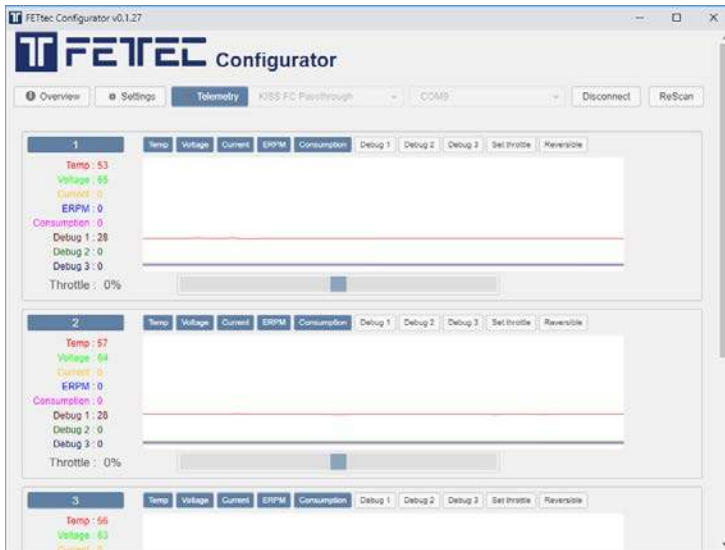 FETtec Configurator v0.1.27
FETEC Configurator
Overview Settings Telemetry KISS FC Passthrough COM9 Disconnect ReScan
1 Temp Voltage Current ERPM Consumption Debug 1 Debug 2 Debug 3 Set throttle Reversible
Temp : 53
Voltage : 65
Current : 0
ERPM : 0
Consumption : 0
Debug 1 : 28
Debug 2 : 0
Debug 3 : 0
Throttle : 0%
2 Temp Voltage Current ERPM Consumption Debug 1 Debug 2 Debug 3 Set throttle Reversible
Temp : 57
Voltage : 64
Current : 0
ERPM : 0
Consumption : 0
Debug 1 : 28
Debug 2 : 0
Debug 3 : 0
Throttle : 0%
3 Temp Voltage Current ERPM Consumption Debug 1 Debug 2 Debug 3 Set throttle Reversible
Temp : 56
Voltage : 63
Current : 0